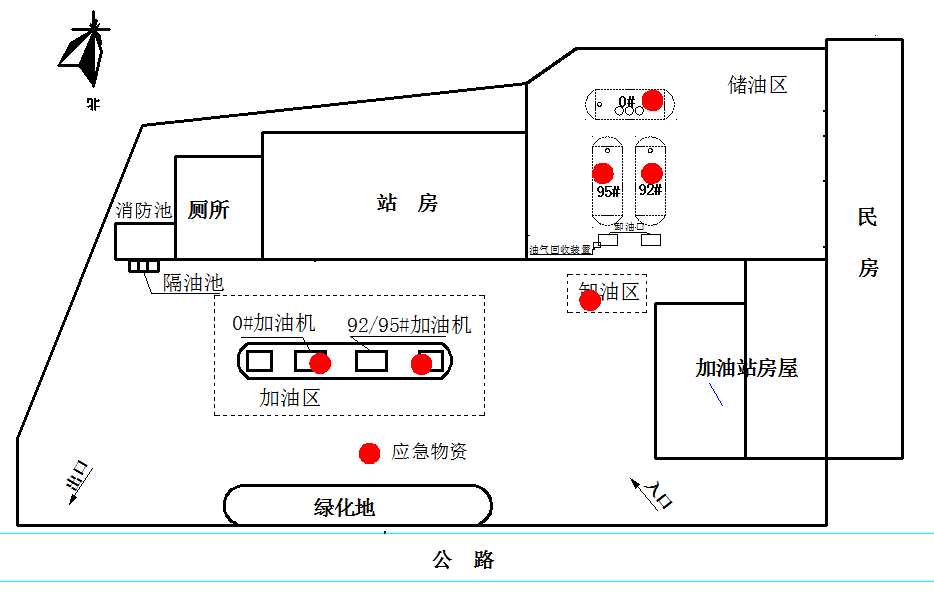 北
储油区
0#
95#
92#
卸油口
油气回收装置
消防池
厕所
站 房
民
房
隔油池
卸油区
0#加油机
92/95#加油机
加油区
加油站房屋
应急物资
出口
入口
绿化地
公 路